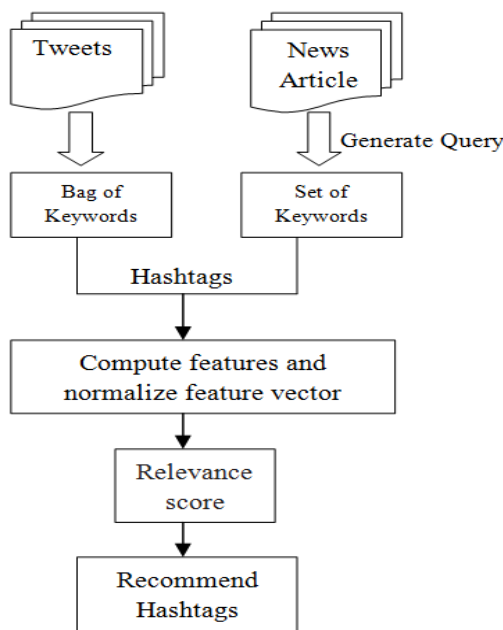 Tweets
News
Article
Generate Query
Bag of
Keywords
Set of
Keywords
Hashtags
Compute features and
normalize feature vector
Relevance
score
Recommend
Hashtags